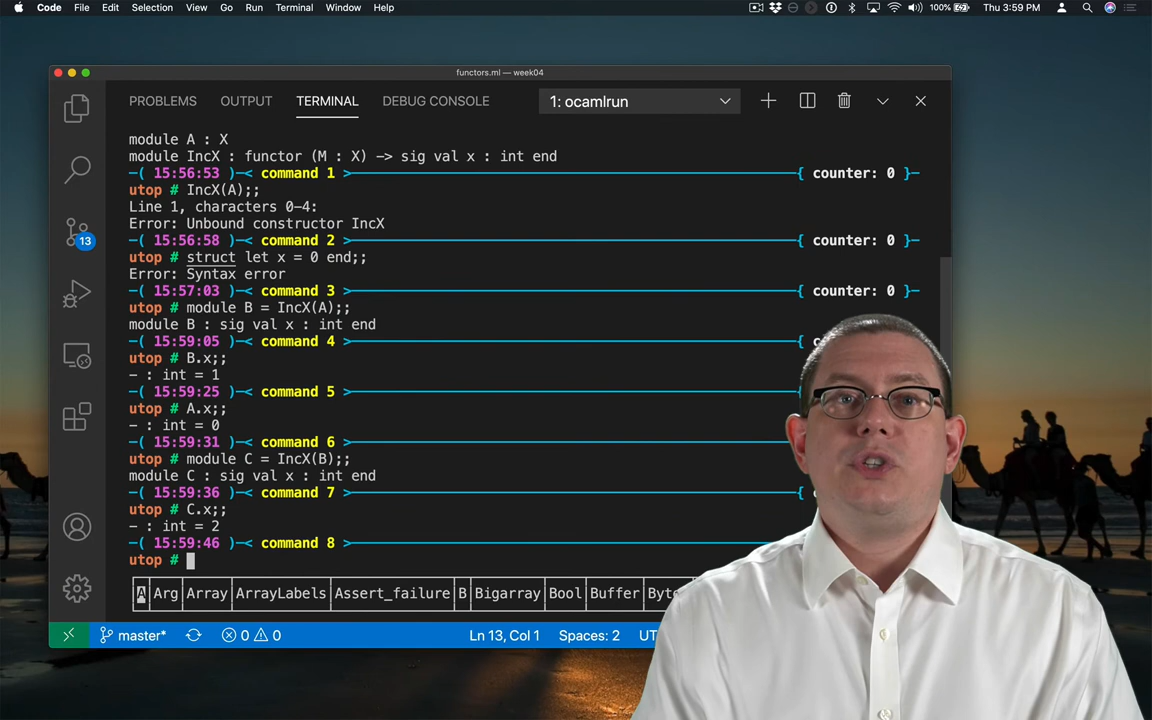 Code File Edit Selection View Go Run Terminal Window Help 100% Thu 3:59 PM
functors.ml — week04
PROBLEMS OUTPUT TERMINAL DEBUG CONSOLE 1: ocamlrun
module A : X
module IncX : functor (M : X) -> sig val x : int end
-( 15:56:53 )-< command 1 >-{ counter: 0 }-
utop # IncX(A);;
Line 1, characters 0-4:
Error: Unbound constructor IncX
-( 15:56:58 )-< command 2 >-{ counter: 0 }-
utop # struct let x = 0 end;;
Error: Syntax error
-( 15:57:03 )-< command 3 >-{ counter: 0 }-
utop # module B = IncX(A);;
module B : sig val x : int end
-( 15:59:05 )-< command 4 >-{
utop # B.x;;
- : int = 1
-( 15:59:25 )-< command 5 >-
utop # A.x;;
- : int = 0
-( 15:59:31 )-< command 6 >-{
utop # module C = IncX(B);;
module C : sig val x : int end
-( 15:59:36 )-< command 7 >-{
utop # C.x;;
- : int = 2
-( 15:59:46 )-< command 8 >-
utop #
A Arg Array ArrayLabels Assert_failure B Bigarray Bool Buffer
13
master* 0 0 Ln 13, Col 1 Spaces: 2